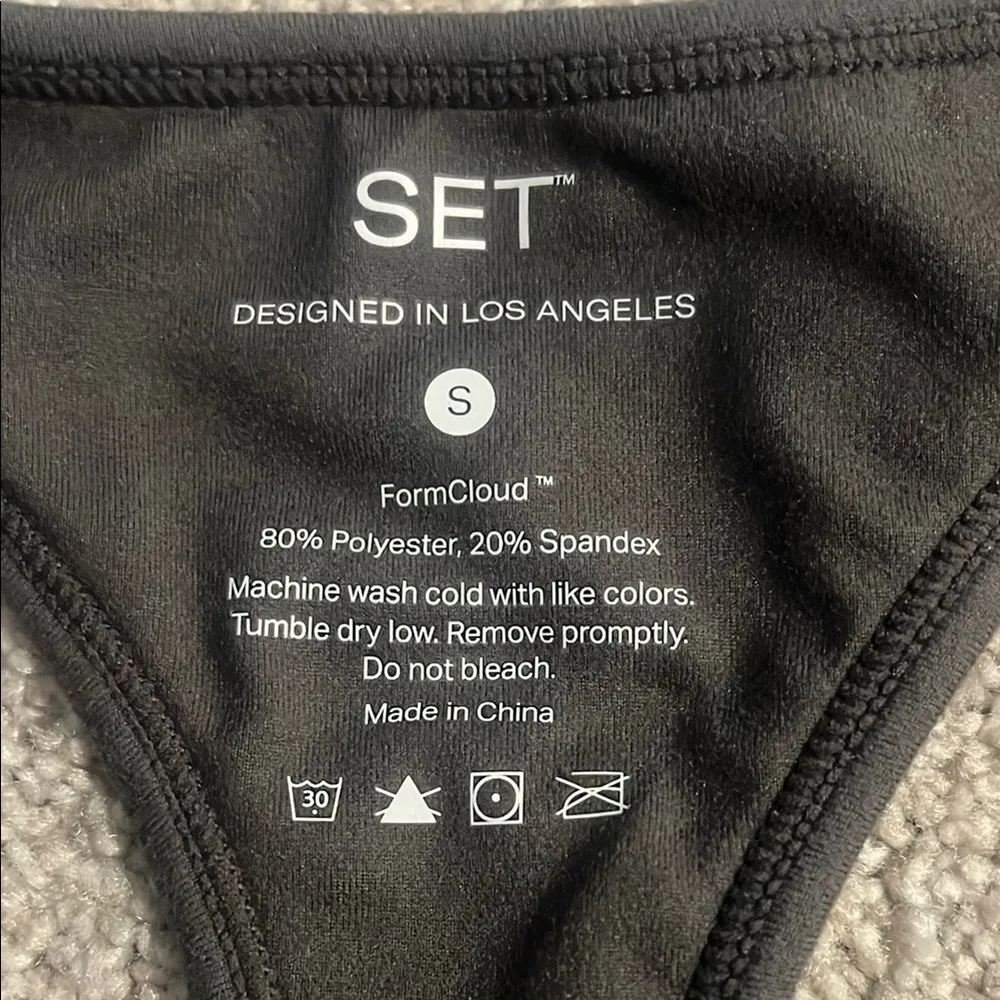 SET™
DESIGNED IN LOS ANGELES
S
FormCloud™
80% Polyester, 20% Spandex
Machine wash cold with like colors.
Tumble dry low. Remove promptly.
Do not bleach.
Made in China
30